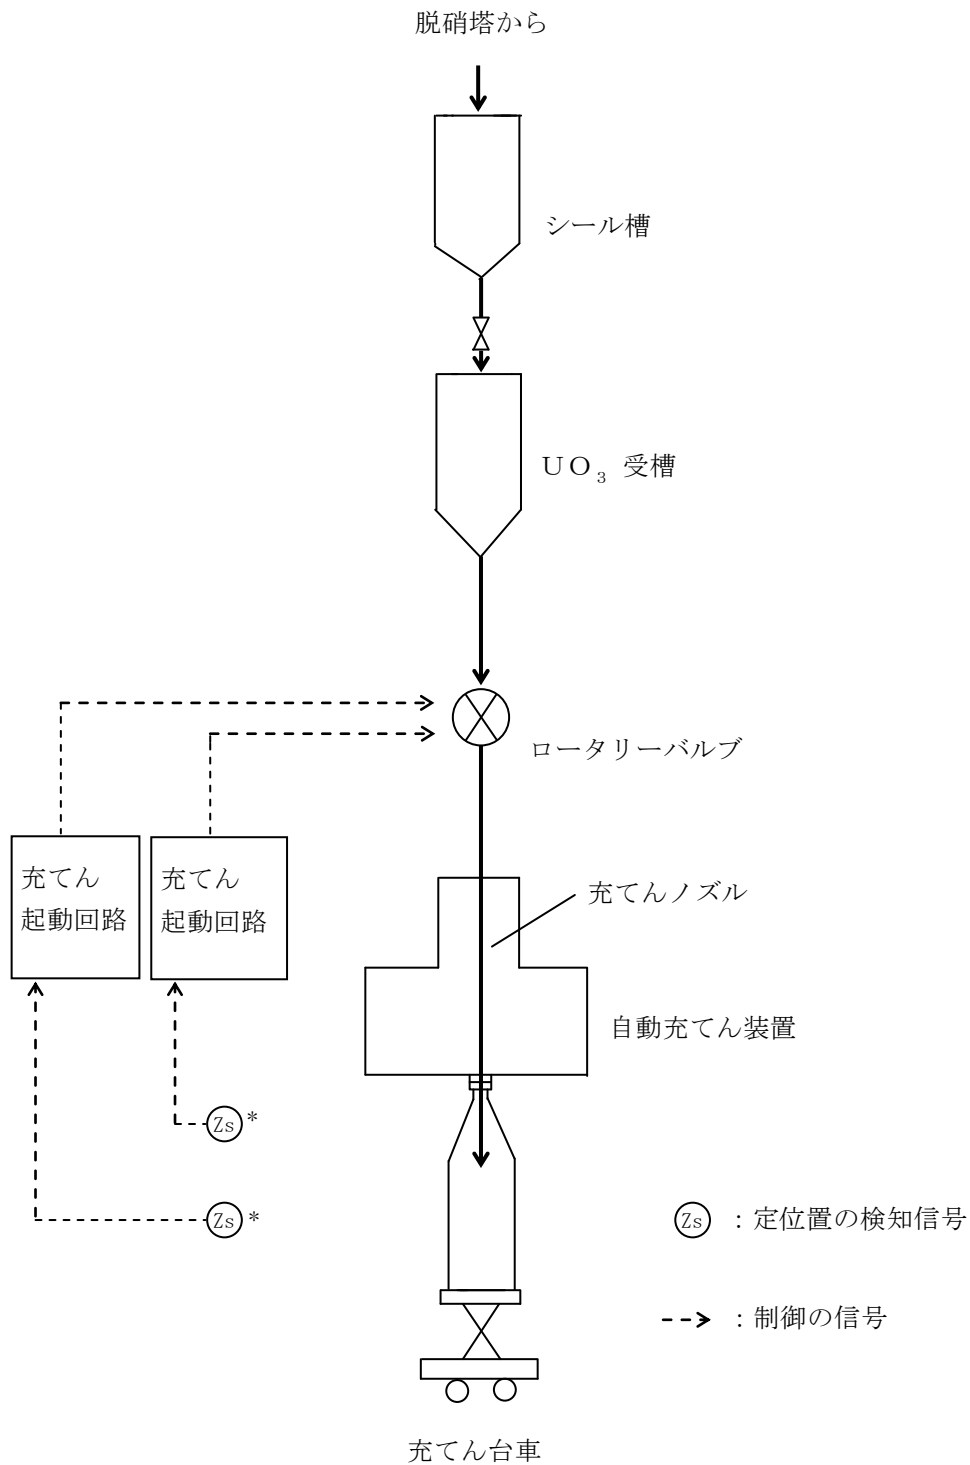 脱硝塔から
シール槽
ＵＯ₃ 受槽
ロータリーバルブ
充てん
起動回路
充てん
起動回路
充てんノズル
自動充てん装置
Zs *
Zs *
Zs ：定位置の検知信号
：制御の信号
充てん台車